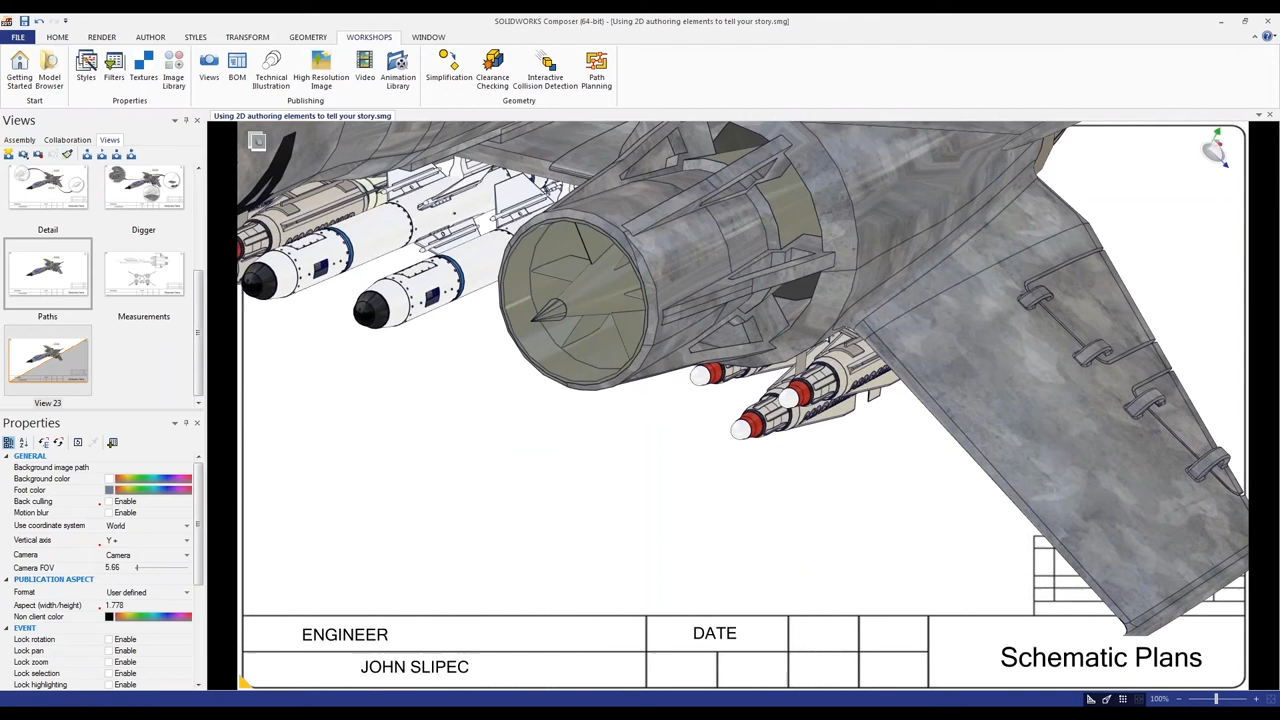 SOLIDWORKS Composer (64-bit) - [Using 2D authoring elements to tell your story.smg]
FILE HOME RENDER AUTHOR STYLES TRANSFORM GEOMETRY WORKSHOPS WINDOW
Getting Started Model Browser Styles Filters Textures Image Library Views BOM Technical Illustration High Resolution Image Video Animation Library Simplification Clearance Checking Interactive Collision Detection Path Planning
Start Properties Publishing Geometry
Views
Using 2D authoring elements to tell your story.smg
Assembly Collaboration Views
Detail Digger
Paths Measurements
View 23
Properties
GENERAL
Background image path
Background color
Foot color
Back culling Enable
Motion blur Enable
Use coordinate system World
Vertical axis Y +
Camera Camera
Camera FOV 5.66
PUBLICATION ASPECT
Format User defined
Aspect (width/height) 1.778
Non client color
EVENT
Lock rotation Enable
Lock pan Enable
Lock zoom Enable
Lock selection Enable
Lock highlighting Enable
ENGINEER
JOHN SLIPEC
DATE
Schematic Plans
100%